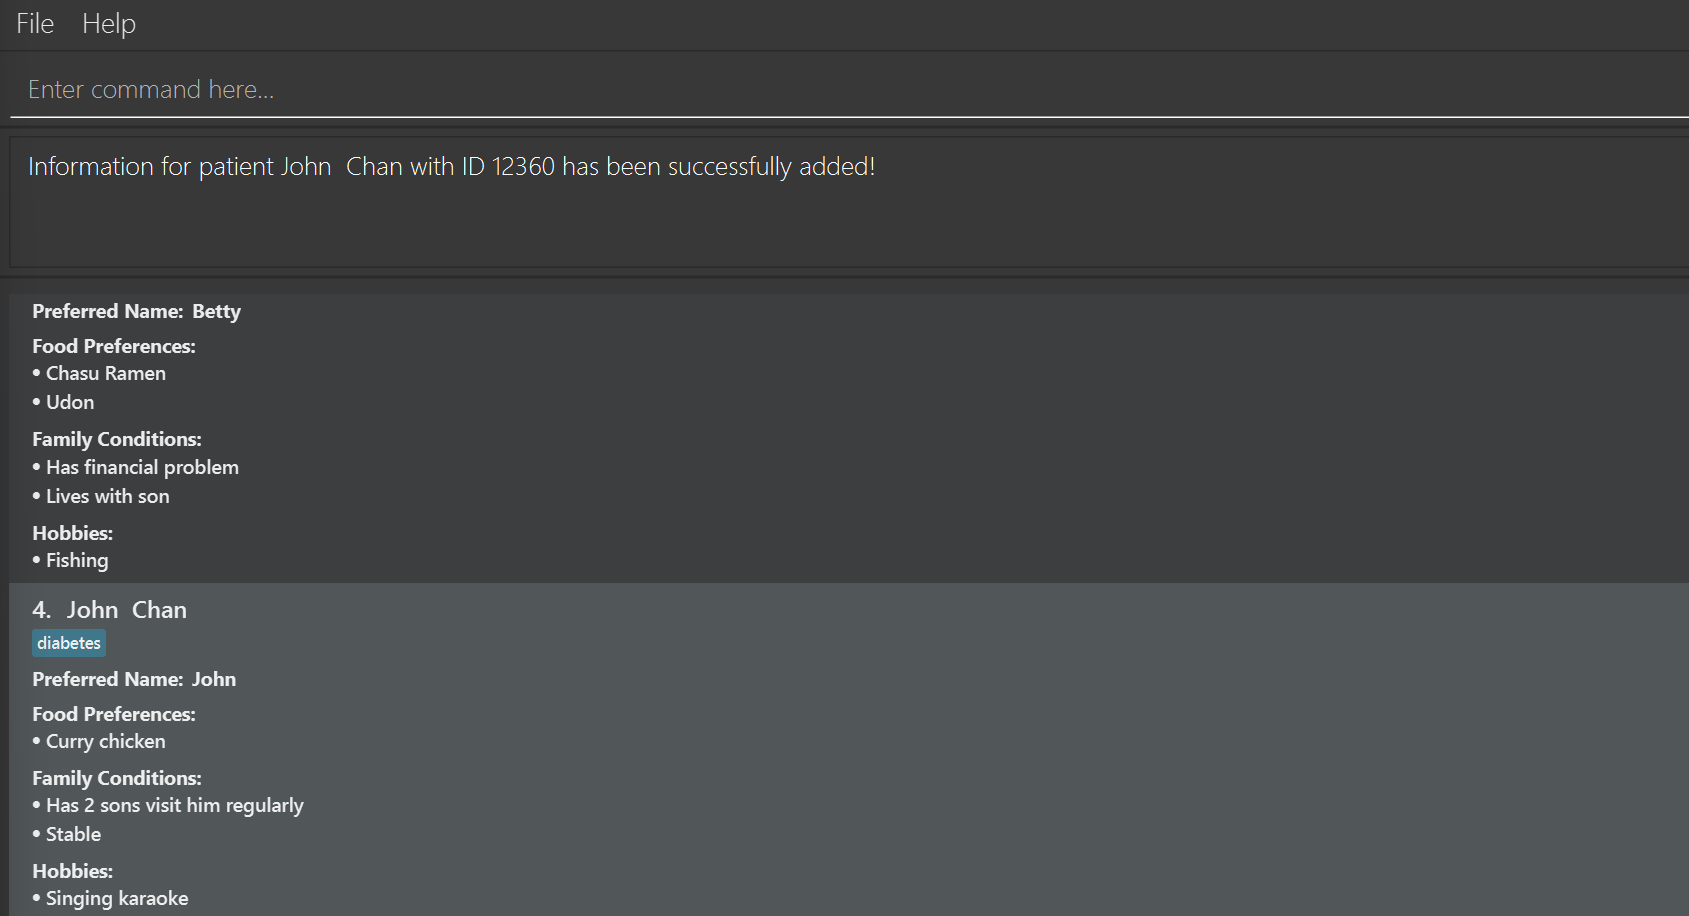 File Help
Enter command here...
Information for patient John  Chan with ID 12360 has been successfully added!
Preferred Name: Betty
Food Preferences:
• Chasu Ramen
• Udon
Family Conditions:
• Has financial problem
• Lives with son
Hobbies:
• Fishing
4. John  Chan
diabetes
Preferred Name: John
Food Preferences:
• Curry chicken
Family Conditions:
• Has 2 sons visit him regularly
• Stable
Hobbies:
• Singing karaoke